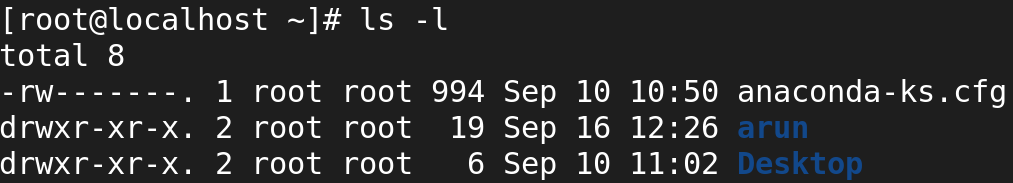 [root@localhost ~]# ls -l
total 8
-rw-------. 1 root root 994 Sep 10 10:50 anaconda-ks.cfg
drwxr-xr-x. 2 root root  19 Sep 16 12:26 arun
drwxr-xr-x. 2 root root   6 Sep 10 11:02 Desktop